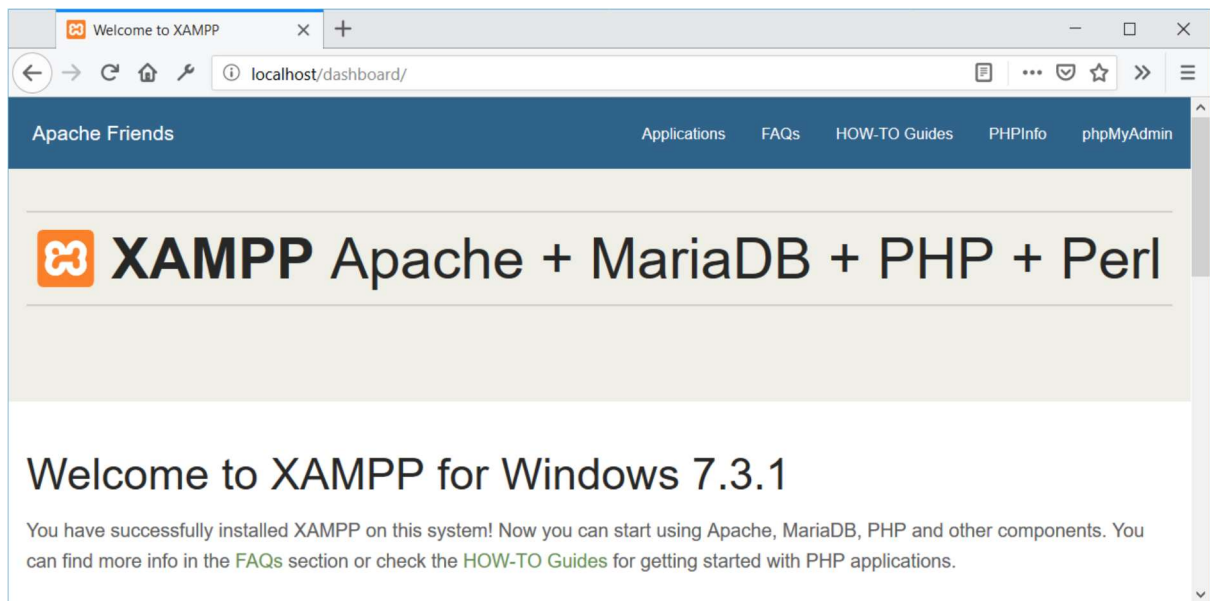 Welcome to XAMPP
localhost/dashboard/
Apache Friends Applications FAQs HOW-TO Guides PHPInfo phpMyAdmin
XAMPP Apache + MariaDB + PHP + Perl
Welcome to XAMPP for Windows 7.3.1
You have successfully installed XAMPP on this system! Now you can start using Apache, MariaDB, PHP and other components. You
can find more info in the FAQs section or check the HOW-TO Guides for getting started with PHP applications.